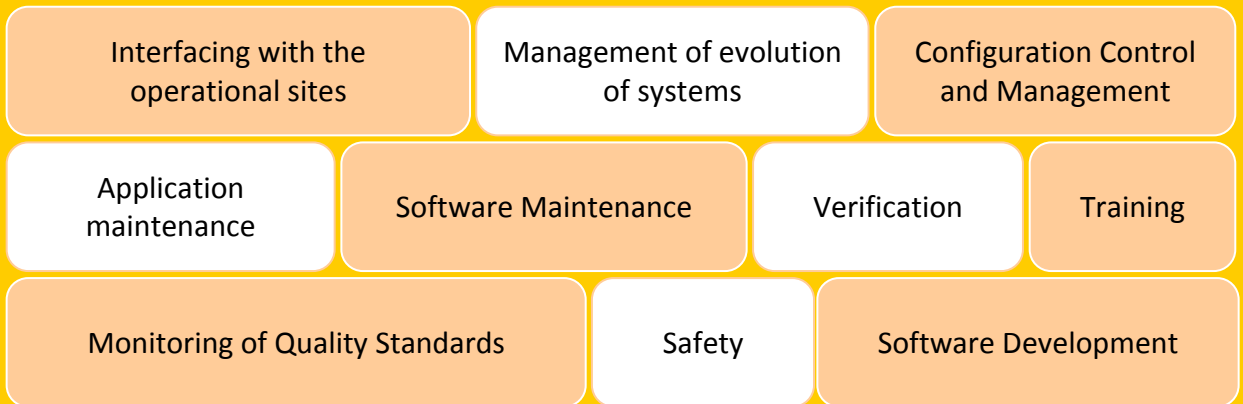 Interfacing with the
operational sites
Management of evolution
of systems
Configuration Control
and Management
Application
maintenance
Software Maintenance
Verification
Training
Monitoring of Quality Standards
Safety
Software Development